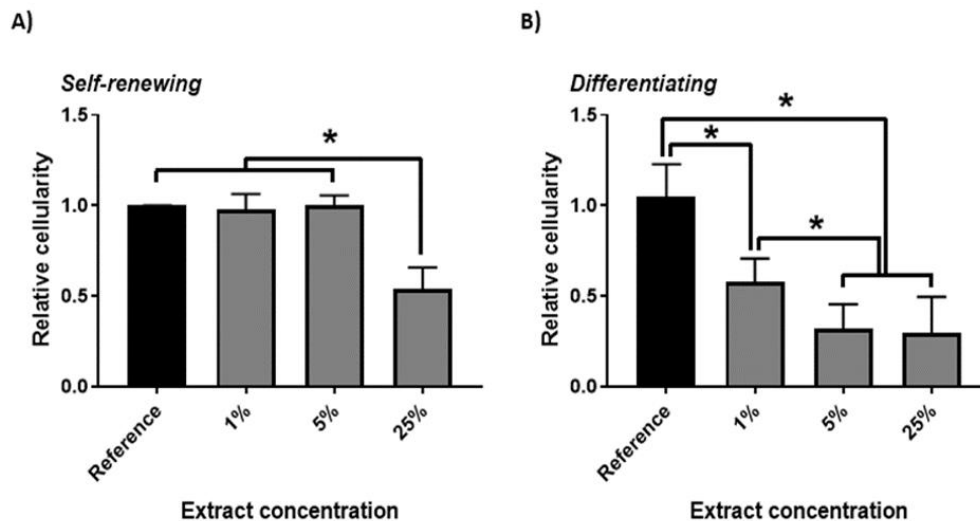 A)
Self-renewing
Relative cellularity
1.5
1.0
0.5
0.0
*
Reference
1%
5%
25%
Extract concentration
B)
Differentiating
Relative cellularity
1.5
1.0
0.5
0.0
*
*
*
Reference
1%
5%
25%
Extract concentration